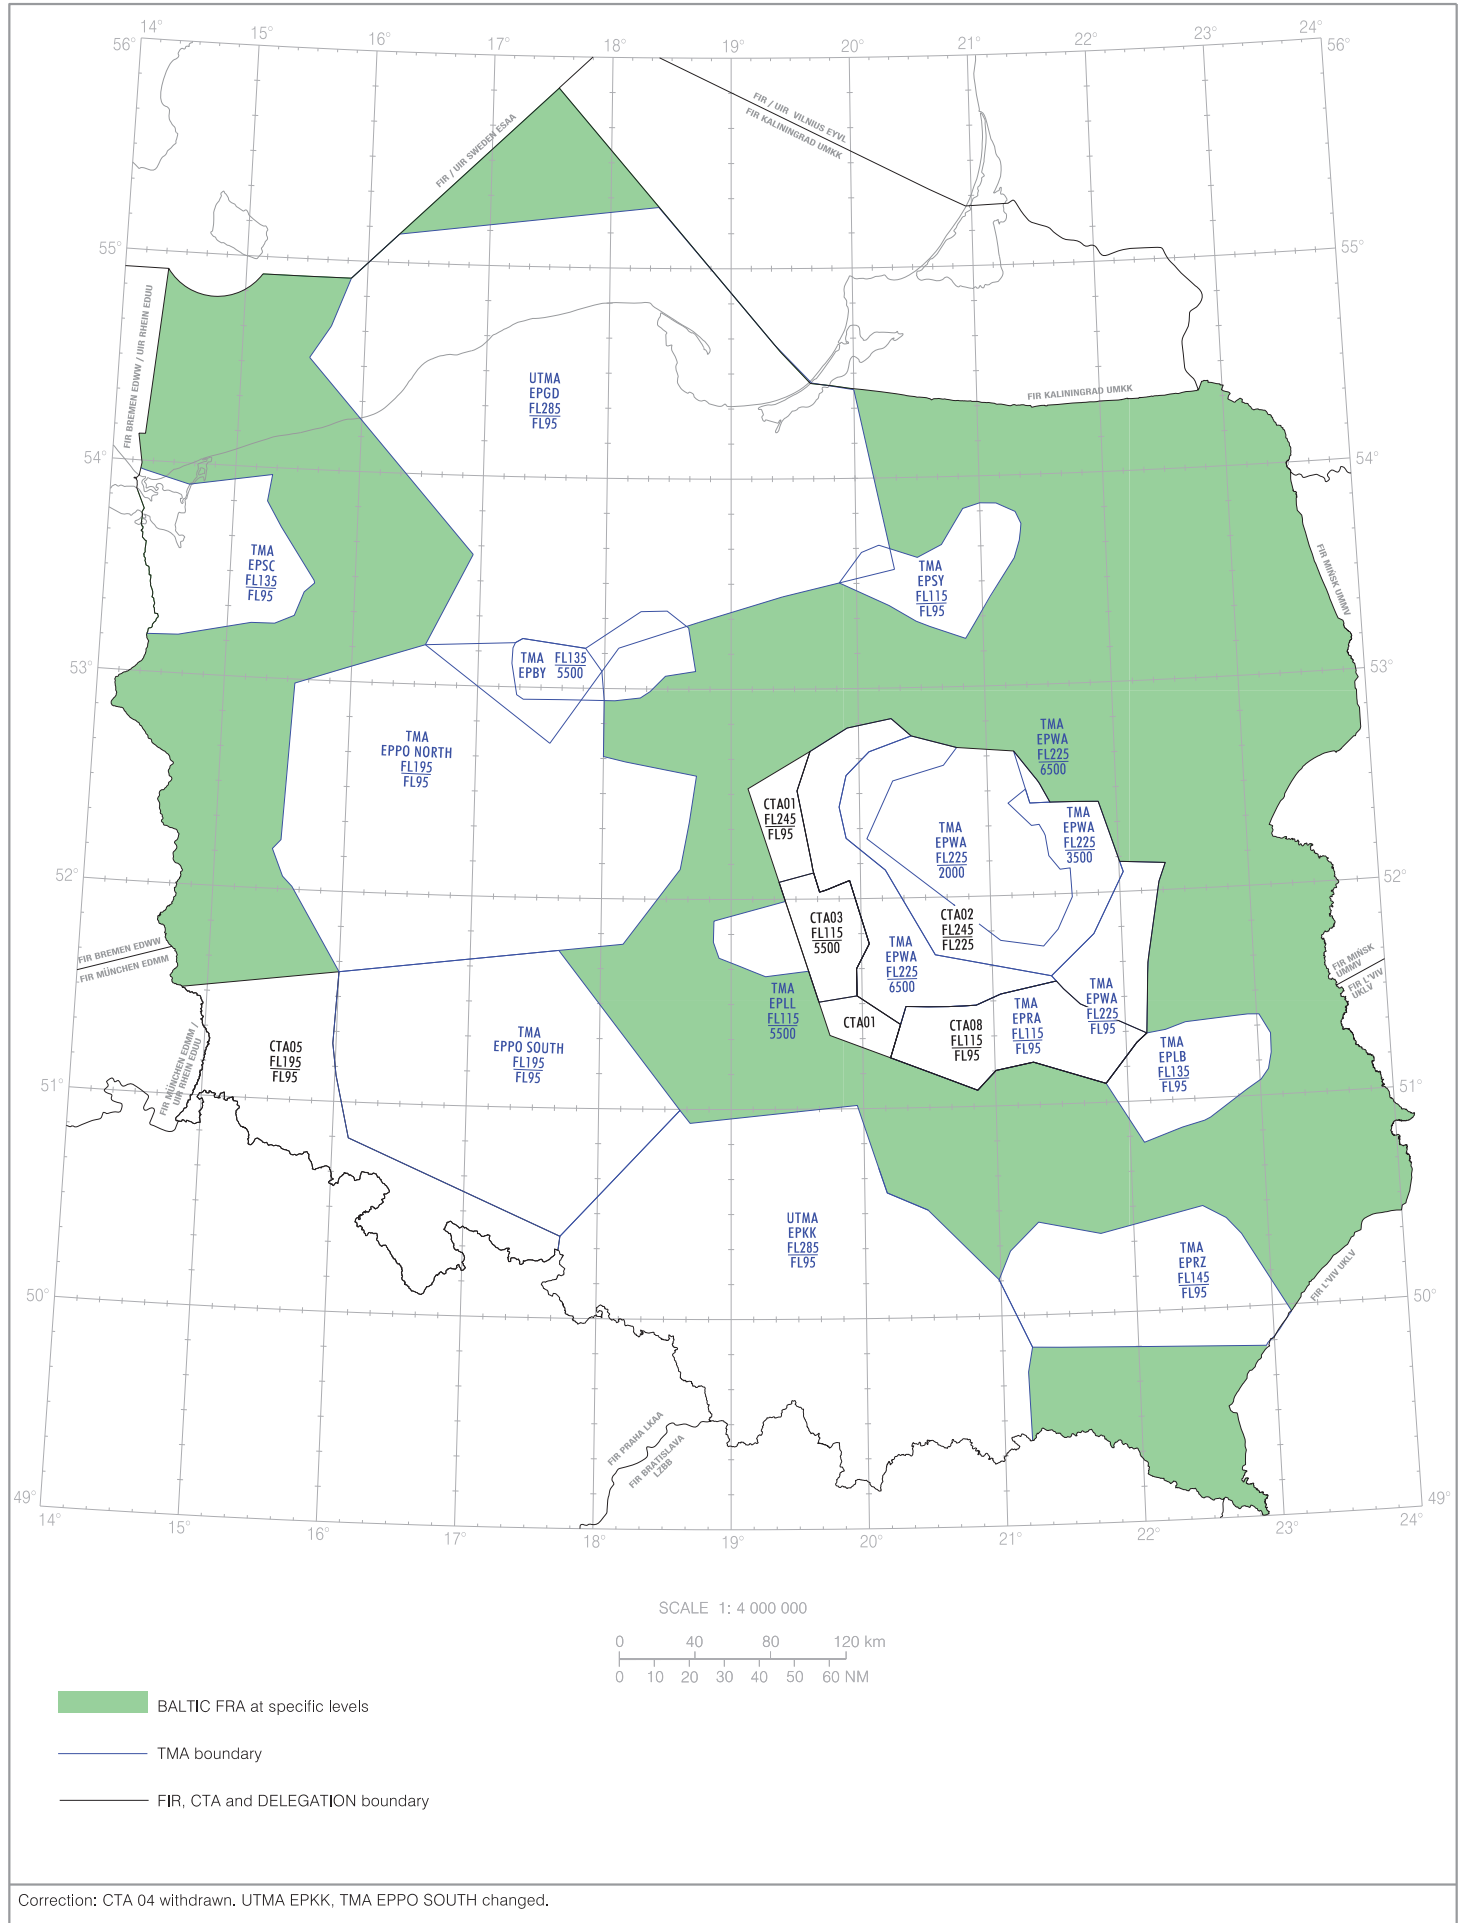 14° 15° 16° 17° 18° 19° 20° 21° 22° 23° 24°
56° 56°
FIR / UIR VILNIUS EYVL
FIR KALININGRAD UMKK
FIR / UIR SWEDEN ESAA
55° 55°
FIR BREMEN EDWW / UIR RHEIN EDUU
UTMA
EPGD
FL285
FL95
FIR KALININGRAD UMKK
54° 54°
TMA
EPSC
FL135
FL95
TMA
EPSY
FL115
FL95
FIR MIŃSK UMMV
53° 53°
TMA FL135
EPBY 5500
TMA
EPPO NORTH
FL195
FL95
TMA
EPWA
FL225
6500
CTA01
FL245
FL95
TMA
EPWA
FL225
2000
TMA
EPWA
FL225
3500
52° 52°
CTA03
FL115
5500
CTA02
FL245
FL225
TMA
EPWA
FL225
6500
FIR BREMEN EDWW
FIR MÜNCHEN EDMM
FIR MIŃSK
UMMV
FIR L'VIV
UKLV
TMA
EPLL
FL115
5500
CTA01
CTA08
FL115
FL95
TMA
EPRA
FL115
FL95
TMA
EPWA
FL225
FL95
TMA
EPLB
FL135
FL95
CTA05
FL195
FL95
TMA
EPPO SOUTH
FL195
FL95
FIR MÜNCHEN EDMM /
UIR RHEIN EDUU
51° 51°
UTMA
EPKK
FL285
FL95
TMA
EPRZ
FL145
FL95
FIR L'VIV UKLV
50° 50°
FIR PRAHA LKAA
FIR BRATISLAVA
LZBB
49° 49°
14° 15° 16° 17° 18° 19° 20° 21° 22° 23° 24°
SCALE 1: 4 000 000
0 40 80 120 km
0 10 20 30 40 50 60 NM
BALTIC FRA at specific levels
TMA boundary
FIR, CTA and DELEGATION boundary
Correction: CTA 04 withdrawn. UTMA EPKK, TMA EPPO SOUTH changed.